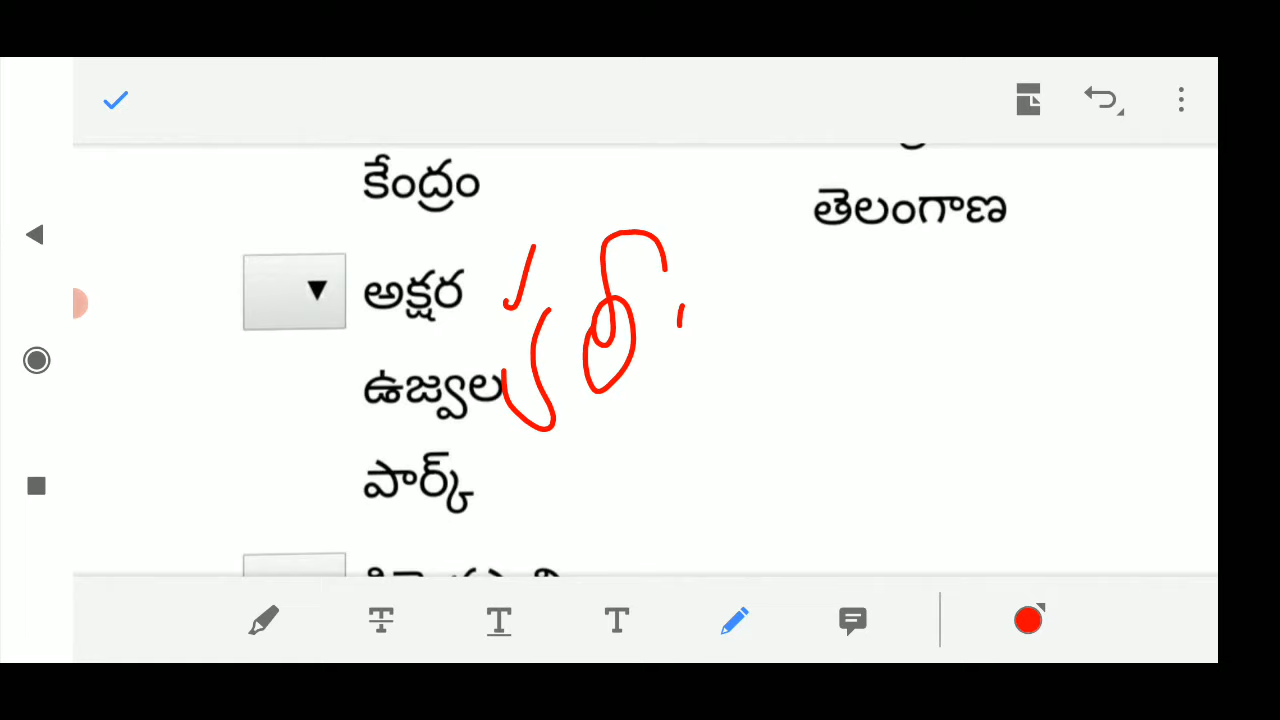 కేంద్రం
తెలంగాణ
అక్షర
ఉజ్వల
పార్క్